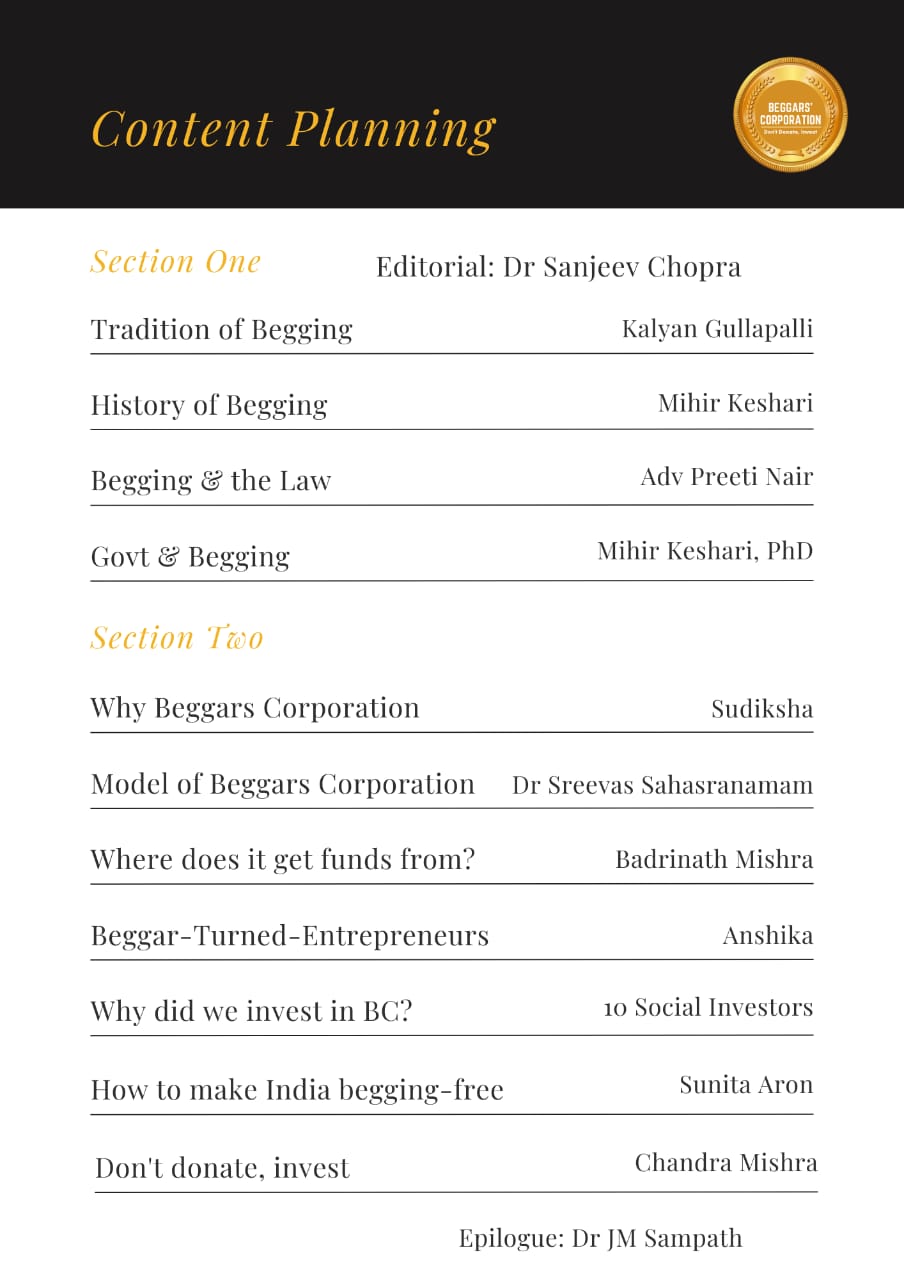 Content Planning
BEGGARS'
CORPORATION
Don't Donate, Invest
Section One
Editorial: Dr Sanjeev Chopra
Tradition of Begging Kalyan Gullapalli
History of Begging Mihir Keshari
Begging & the Law Adv Preeti Nair
Govt & Begging Mihir Keshari, PhD
Section Two
Why Beggars Corporation Sudiksha
Model of Beggars Corporation Dr Sreevas Sahasranamam
Where does it get funds from? Badrinath Mishra
Beggar-Turned-Entrepreneurs Anshika
Why did we invest in BC? 10 Social Investors
How to make India begging-free Sunita Aron
Don't donate, invest Chandra Mishra
Epilogue: Dr JM Sampath